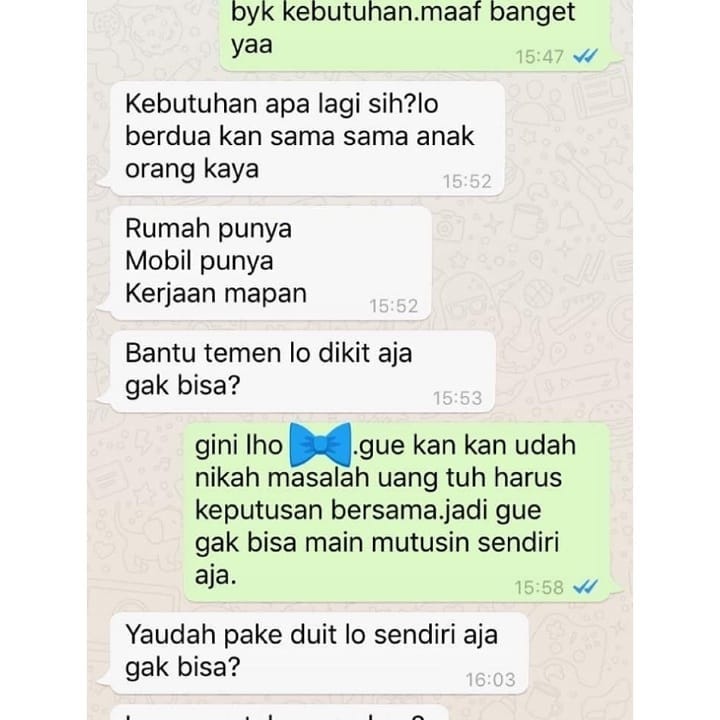 byk kebutuhan.maaf banget
yaa
15:47
Kebutuhan apa lagi sih?lo
berdua kan sama sama anak
orang kaya
15:52
Rumah punya
Mobil punya
Kerjaan mapan
15:52
Bantu temen lo dikit aja
gak bisa?
15:53
gini lho .gue kan kan udah
nikah masalah uang tuh harus
keputusan bersama.jadi gue
gak bisa main mutusin sendiri
aja.
15:58
Yaudah pake duit lo sendiri aja
gak bisa?
16:03